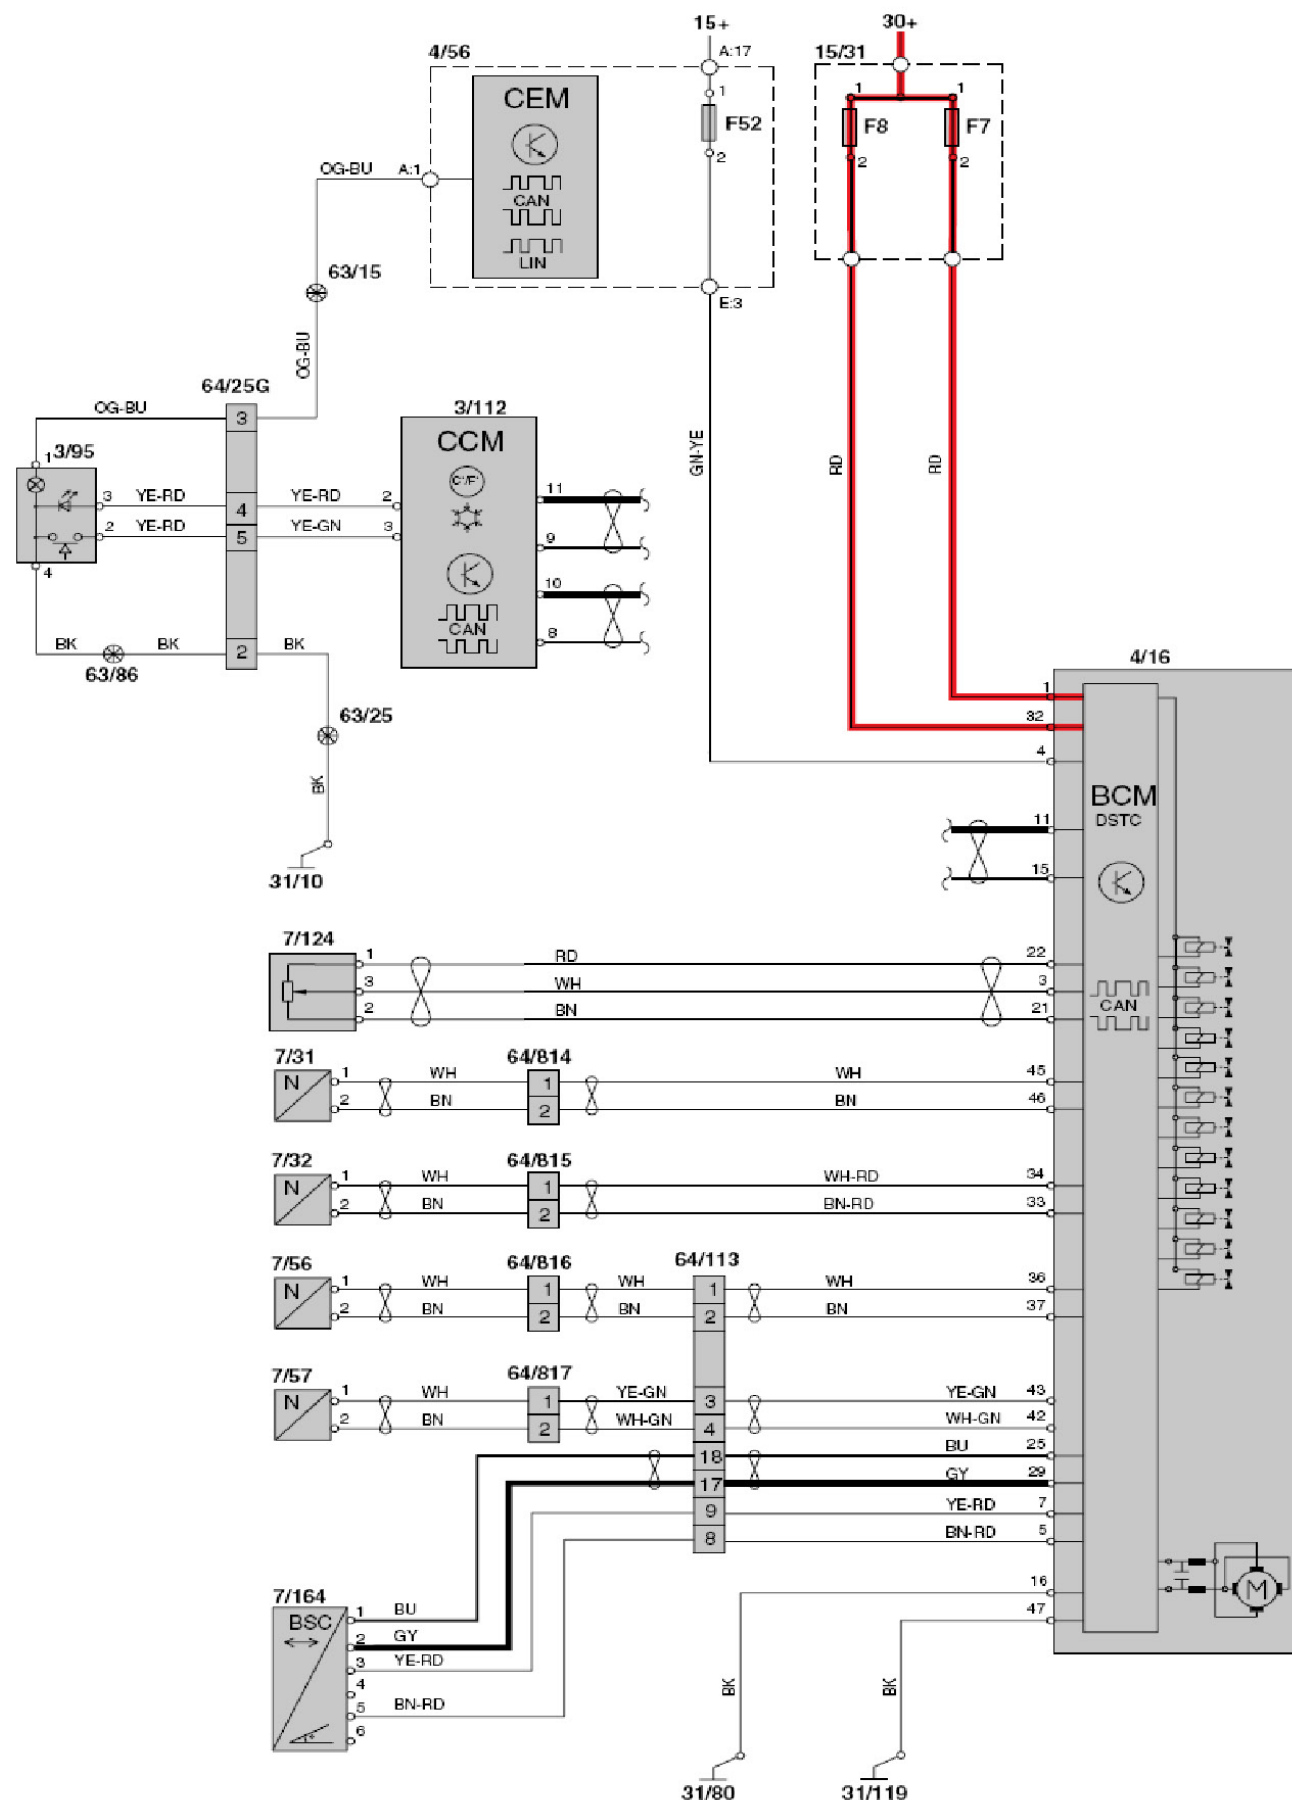 15+
30+
4/56
A:17
15/31
CEM
CAN
LIN
1
F52
2
1
1
F8
F7
2
2
OG-BU
A:1
63/15
E:3
OG-BU
64/25G
OG-BU
3
3/112
CCM
C°/F°
1
3/95
3
YE-RD
4
YE-RD
2
2
YE-RD
5
YE-GN
3
4
11
9
10
8
CAN
GN-YE
RD
RD
BK
63/86
BK
2
BK
63/25
BK
31/10
4/16
1
32
4
BCM
DSTC
11
15
CAN
7/124
1
RD
22
3
WH
3
2
BN
21
7/31
64/814
N
1
WH
1
WH
45
2
BN
2
BN
46
7/32
64/815
N
1
WH
1
WH-RD
34
2
BN
2
BN-RD
33
7/56
64/816
64/113
N
1
WH
1
WH
1
WH
36
2
BN
2
BN
2
BN
37
7/57
64/817
N
1
WH
1
YE-GN
3
YE-GN
43
2
BN
2
WH-GN
4
WH-GN
42
18
BU
25
17
GY
29
9
YE-RD
7
8
BN-RD
5
16
47
M
7/164
BSC
1
BU
2
GY
3
YE-RD
4
5
BN-RD
6
BK
BK
31/80
31/119